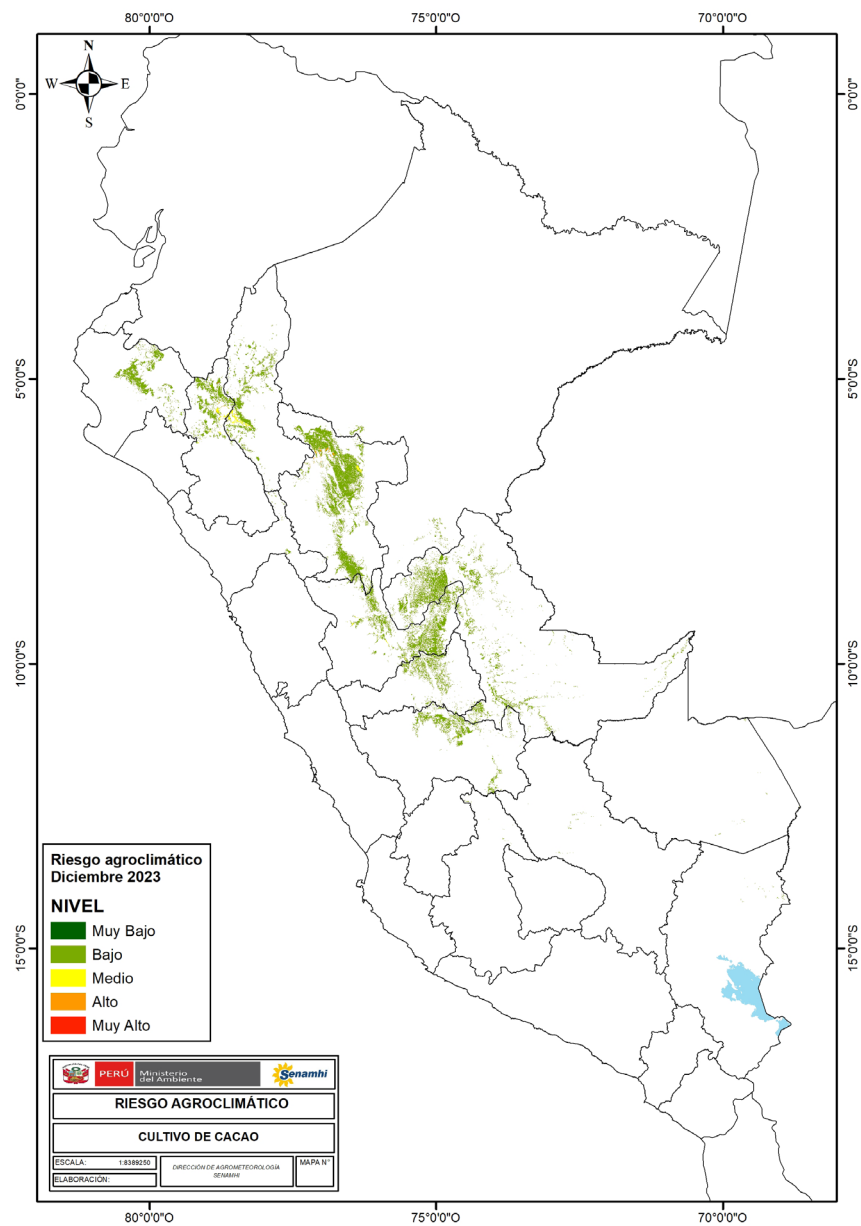 80°0'0"O 75°0'0"O 70°0'0"O
N
W E
S
0°0'0" 0°0'0"
5°0'0"S 5°0'0"S
10°0'0"S 10°0'0"S
15°0'0"S 15°0'0"S
Riesgo agroclimático
Diciembre 2023
NIVEL
Muy Bajo
Bajo
Medio
Alto
Muy Alto
PERÚ Ministerio
del Ambiente
Senamhi
RIESGO AGROCLIMÁTICO
CULTIVO DE CACAO
ESCALA: 1:8389250
ELABORACIÓN:
DIRECCIÓN DE AGROMETEOROLOGÍA
SENAMHI
MAPA N°
80°0'0"O 75°0'0"O 70°0'0"O